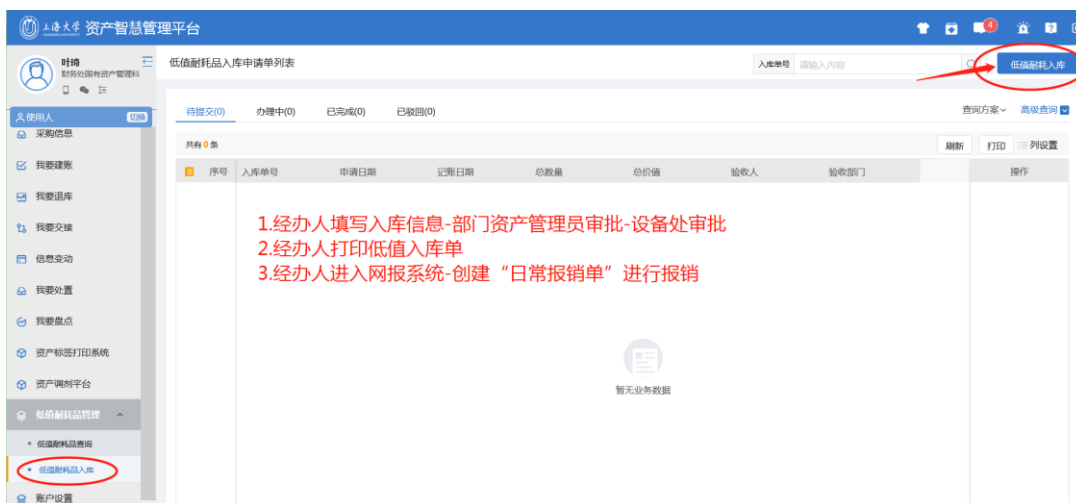 上海大学 资产智慧管理平台
4
叶琦
财务处国有资产管理科
使用人 切换
采购信息
我要建账
我要退库
我要交接
信息变动
我要处置
我要盘点
资产标签打印系统
资产调剂平台
低值耐耗品管理
低值耐耗品查询
低值耐耗品入库
账户设置
低值耐耗品入库申请单列表
入库单号 请输入内容
低值耐耗入库
待提交(0) 办理中(0) 已完成(0) 已驳回(0)
查询方案 高级查询
共有 0 条
刷新 打印 列设置
序号 入库单号 申请日期 记账日期 总数量 总价值 验收人 验收部门 操作
1.经办人填写入库信息-部门资产管理员审批-设备处审批
2.经办人打印低值入库单
3.经办人进入网报系统-创建“日常报销单”进行报销
暂无业务数据